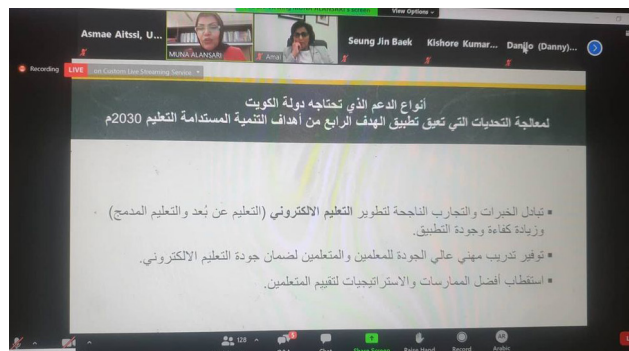 View Options
Asmae Aitssi, U...
MUNA ALANSARI
Amal
Seung Jin Baek
Kishore Kumar...
Danilo (Danny)...
Recording
LIVE
on Custom Live Streaming Service
أنواع الدعم الذي تحتاجه دولة الكويت
لمعالجة التحديات التي تعيق تطبيق الهدف الرابع من أهداف التنمية المستدامة التعليم 2030م
▪ تبادل الخبرات والتجارب الناجحة لتطوير التعليم الالكتروني (التعليم عن بُعد والتعليم المدمج)
وزيادة كفاءة وجودة التطبيق.
▪ توفير تدريب مهني عالي الجودة للمعلمين والمتعلمين لضمان جودة التعليم الالكتروني.
▪ استقطاب أفضل الممارسات والاستراتيجيات لتقييم المتعلمين.
128
Chat
Share Screen
Raise Hand
Record
Arabic